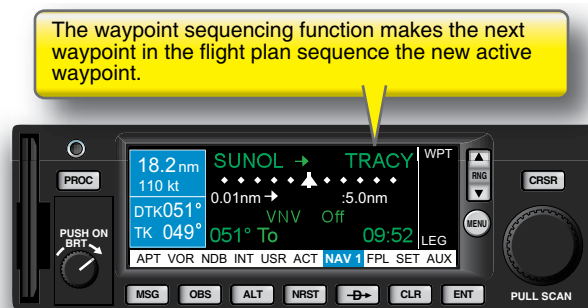 The waypoint sequencing function makes the next
waypoint in the flight plan sequence the new active
waypoint.
PROC
PUSH ON
BRT
18.2 nm
110 kt
DTK051°
TK 049°
SUNOL → TRACY
0.01nm → :5.0nm
VNV Off
051° To 09:52
WPT
LEG
APT VOR NDB INT USR ACT NAV 1 FPL SET AUX
RNG
MENU
CRSR
PULL SCAN
MSG OBS ALT NRST D CLR ENT